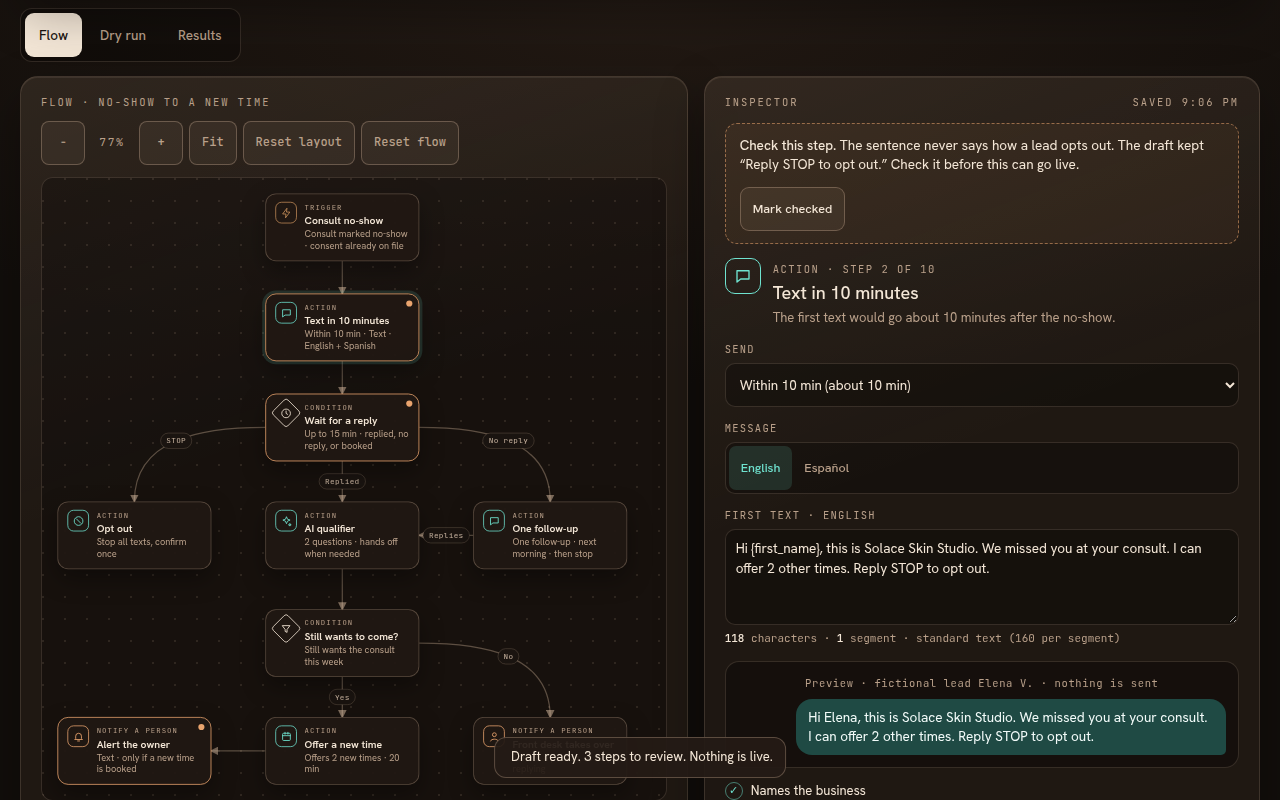 Flow Dry run Results
FLOW · NO-SHOW TO A NEW TIME
- 77% + Fit Reset layout Reset flow
TRIGGER
Consult no-show
Consult marked no-show
· consent already on file
ACTION
Text in 10 minutes
Within 10 min · Text ·
English + Spanish
CONDITION
Wait for a reply
Up to 15 min · replied, no
reply, or booked
STOP
No reply
Replied
ACTION
Opt out
Stop all texts, confirm
once
ACTION
AI qualifier
2 questions · hands off
when needed
Replies
ACTION
One follow-up
One follow-up · next
morning · then stop
CONDITION
Still wants to come?
Still wants the consult
this week
No
Yes
NOTIFY A PERSON
Alert the owner
Text · only if a new time
is booked
ACTION
Offer a new time
Offers 2 new times · 20
min
NOTIFY A PERSON
Draft ready. 3 steps to review. Nothing is live.
INSPECTOR
SAVED 9:06 PM
Check this step. The sentence never says how a lead opts out. The draft kept
“Reply STOP to opt out.” Check it before this can go live.
Mark checked
ACTION · STEP 2 OF 10
Text in 10 minutes
The first text would go about 10 minutes after the no-show.
SEND
Within 10 min (about 10 min)
MESSAGE
English Español
FIRST TEXT · ENGLISH
Hi {first_name}, this is Solace Skin Studio. We missed you at your consult. I can
offer 2 other times. Reply STOP to opt out.
118 characters · 1 segment · standard text (160 per segment)
Preview · fictional lead Elena V. · nothing is sent
Hi Elena, this is Solace Skin Studio. We missed you at your consult.
I can offer 2 other times. Reply STOP to opt out.
Names the business